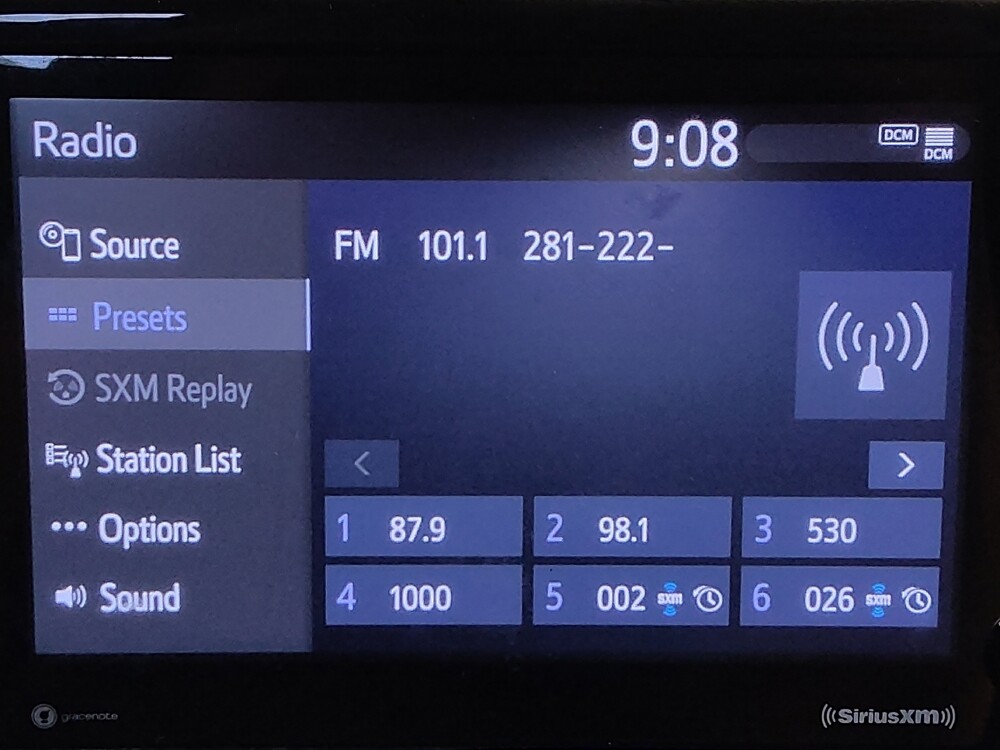 Radio
9:08
DCM
DCM
Source
Presets
SXM Replay
Station List
Options
Sound
FM 101.1 281-222-
<
>
1 87.9
2 98.1
3 530
4 1000
5 002 sxm
6 026 sxm
gracenote
((SiriusXM))